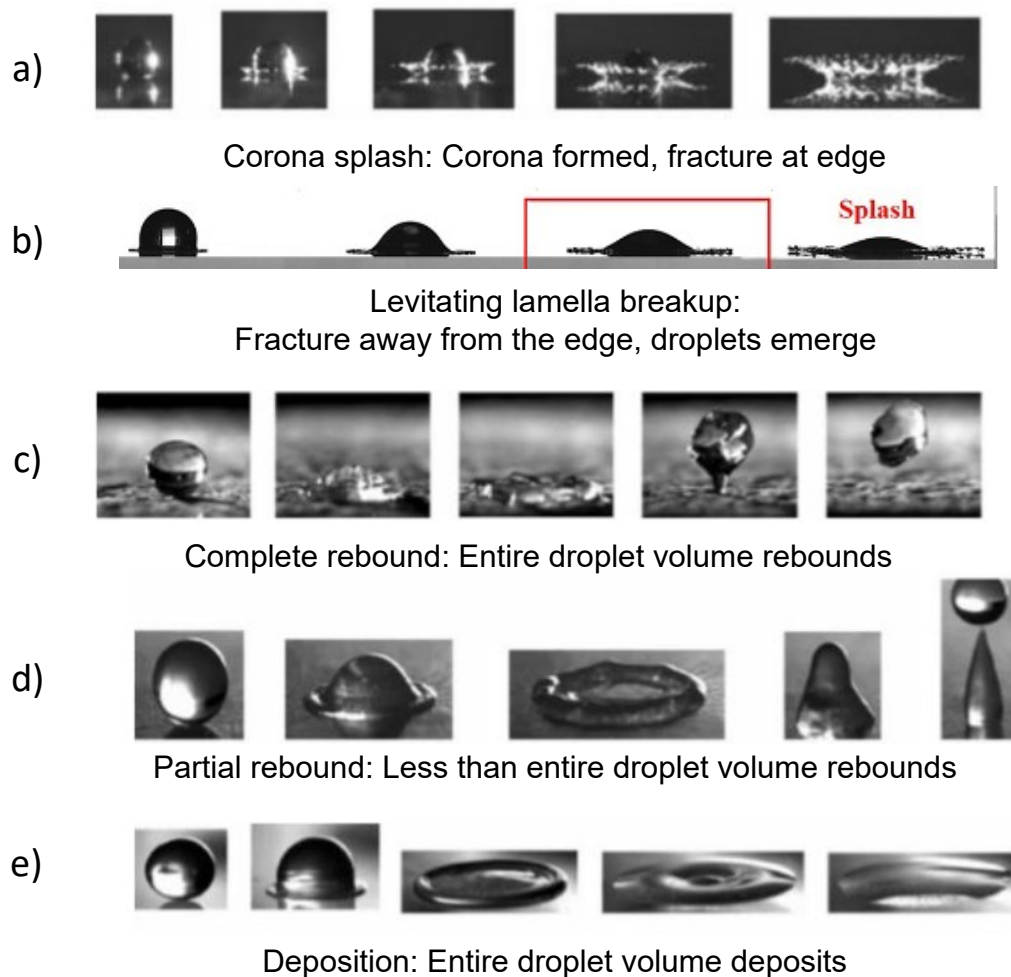 a)
Corona splash: Corona formed, fracture at edge
b)
Splash
Levitating lamella breakup:
Fracture away from the edge, droplets emerge
c)
Complete rebound: Entire droplet volume rebounds
d)
Partial rebound: Less than entire droplet volume rebounds
e)
Deposition: Entire droplet volume deposits